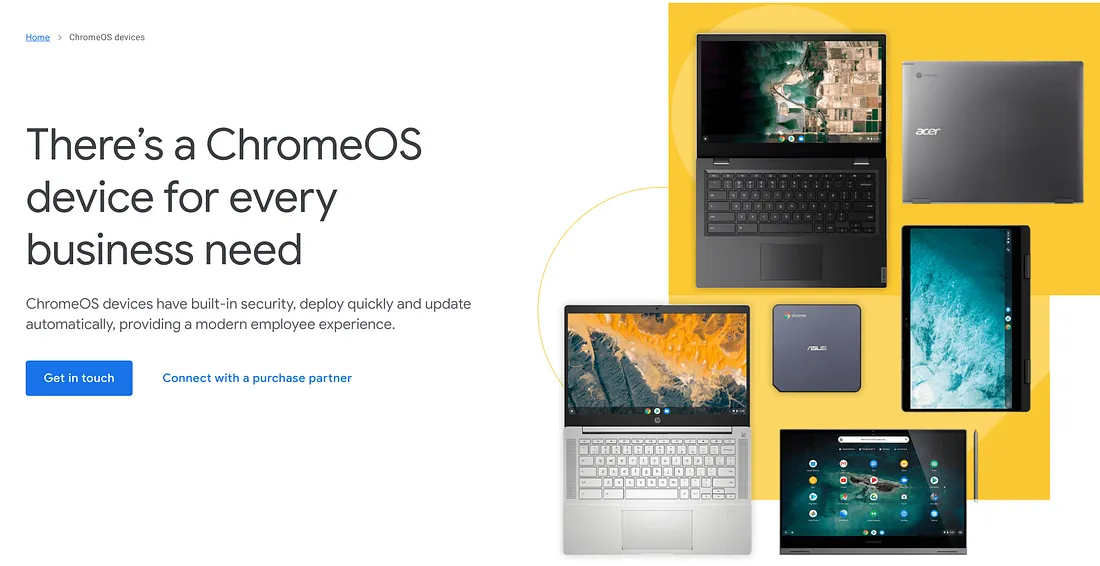 Home > ChromeOS devices
There’s a ChromeOS
device for every
business need
ChromeOS devices have built-in security, deploy quickly and update
automatically, providing a modern employee experience.
Get in touch
Connect with a purchase partner
chrome
acer
chrome
ASUS